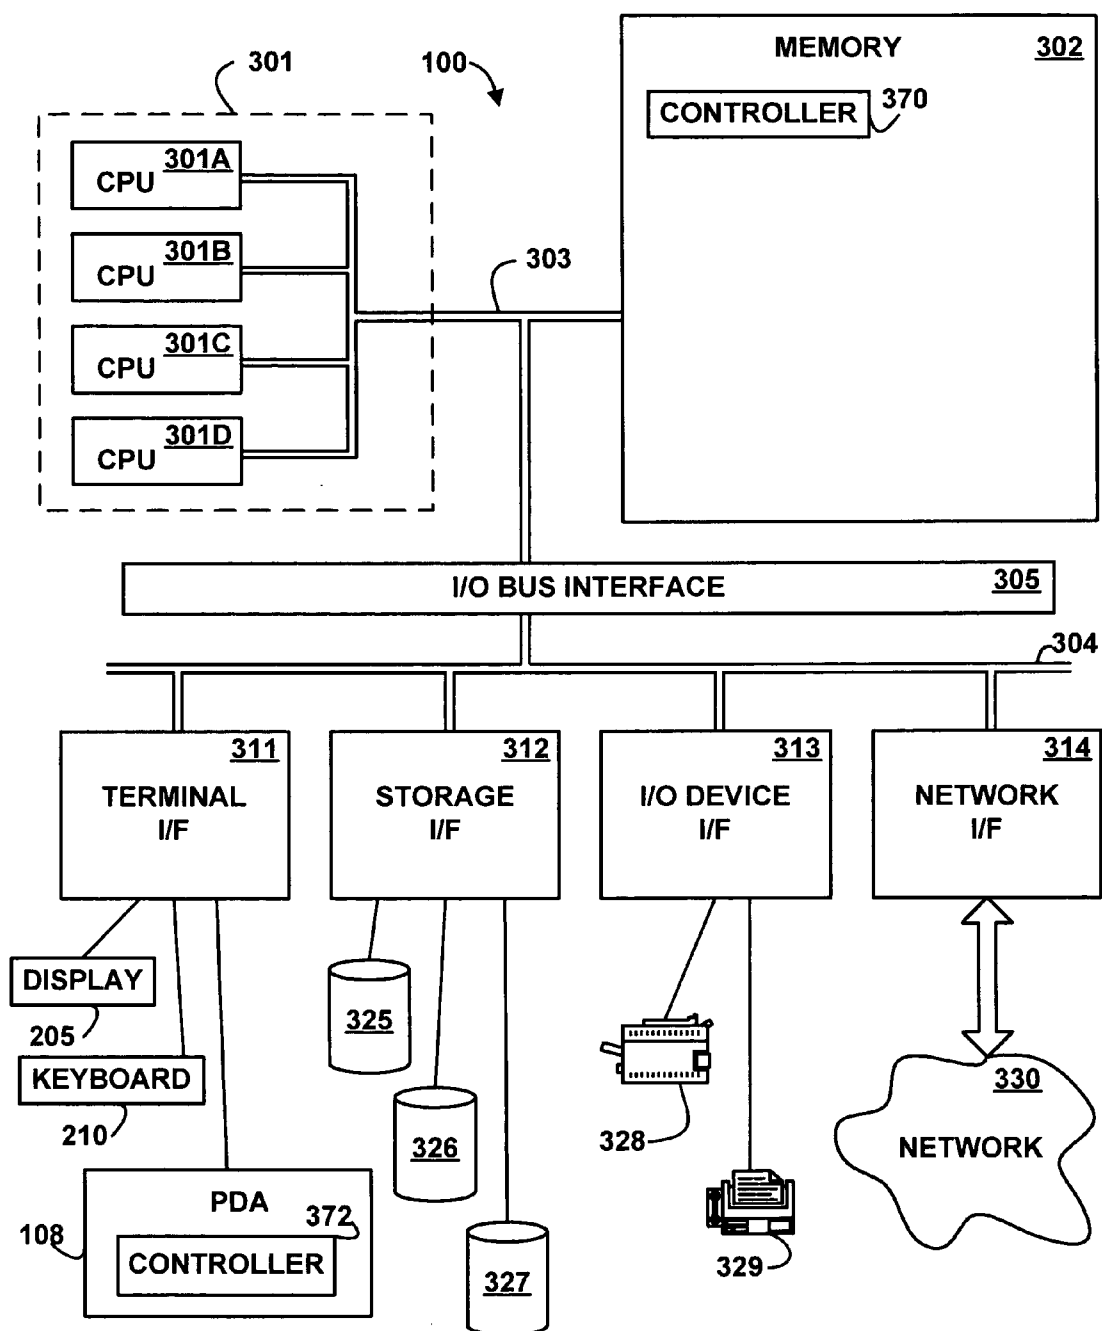 301
100
MEMORY 302
CONTROLLER 370
CPU 301A
CPU 301B
CPU 301C
CPU 301D
303
I/O BUS INTERFACE 305
304
311
TERMINAL
I/F
312
STORAGE
I/F
313
I/O DEVICE
I/F
314
NETWORK
I/F
DISPLAY
205
KEYBOARD
210
PDA
108
372
CONTROLLER
325
326
327
328
329
330
NETWORK